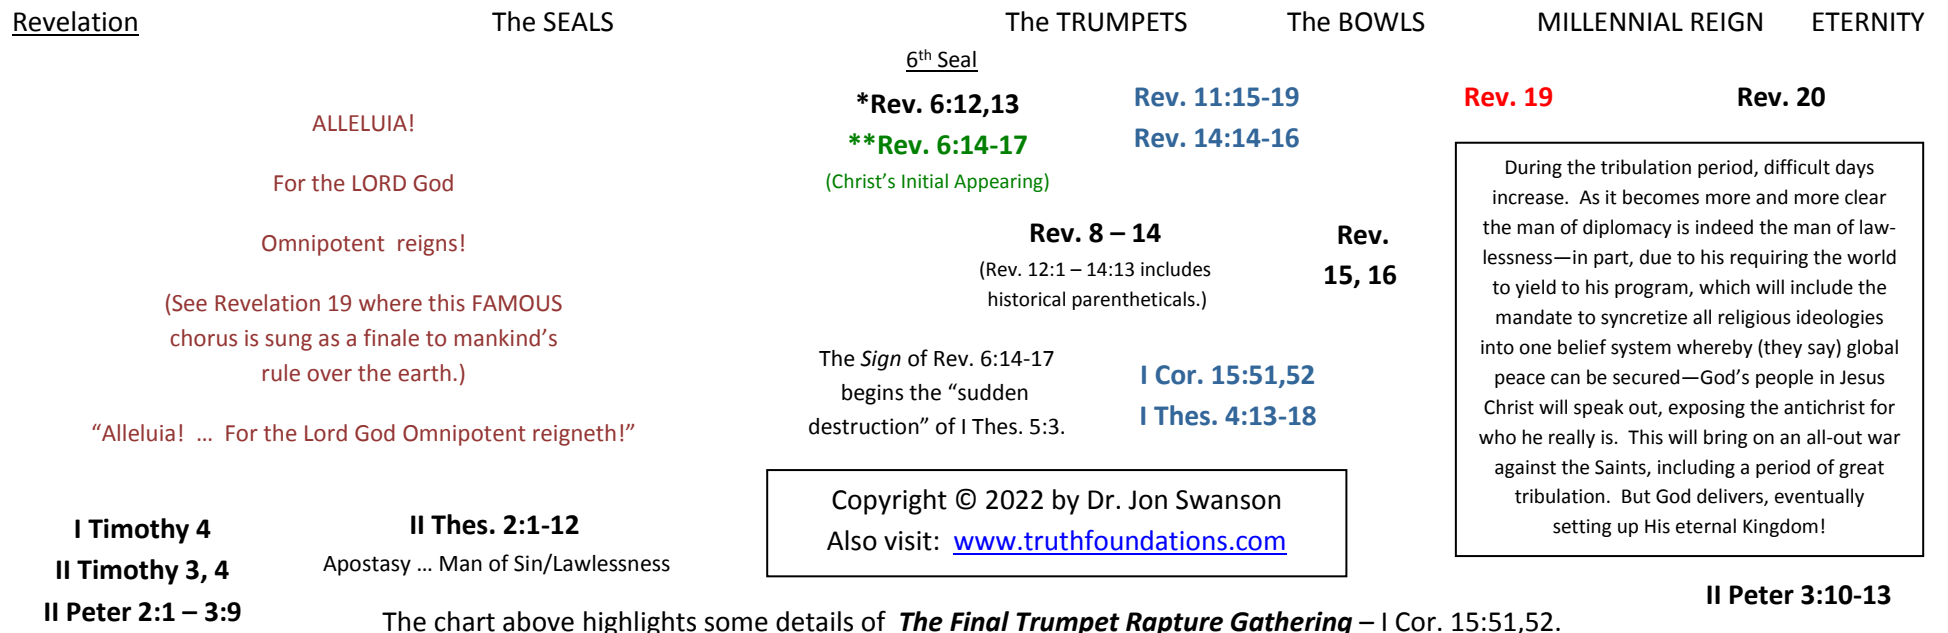 Revelation The SEALS The TRUMPETS The BOWLS MILLENNIAL REIGN ETERNITY
6th Seal
*Rev. 6:12,13
**Rev. 6:14-17
(Christ's Initial Appearing)
Rev. 11:15-19
Rev. 14:14-16
Rev. 19 Rev. 20
ALLELUIA!
For the LORD God
Omnipotent reigns!
(See Revelation 19 where this FAMOUS
chorus is sung as a finale to mankind's
rule over the earth.)
"Alleluia! ... For the Lord God Omnipotent reigneth!"
Rev. 8 – 14
(Rev. 12:1 – 14:13 includes
historical parentheticals.)
Rev.
15, 16
The Sign of Rev. 6:14-17
begins the "sudden
destruction" of I Thes. 5:3.
I Cor. 15:51,52
I Thes. 4:13-18
During the tribulation period, difficult days
increase. As it becomes more and more clear
the man of diplomacy is indeed the man of law-
lessness—in part, due to his requiring the world
to yield to his program, which will include the
mandate to syncretize all religious ideologies
into one belief system whereby (they say) global
peace can be secured—God's people in Jesus
Christ will speak out, exposing the antichrist for
who he really is. This will bring on an all-out war
against the Saints, including a period of great
tribulation. But God delivers, eventually
setting up His eternal Kingdom!
Copyright © 2022 by Dr. Jon Swanson
Also visit: www.truthfoundations.com
I Timothy 4
II Timothy 3, 4
II Peter 2:1 – 3:9
II Thes. 2:1-12
Apostasy ... Man of Sin/Lawlessness
II Peter 3:10-13
The chart above highlights some details of The Final Trumpet Rapture Gathering – I Cor. 15:51,52.